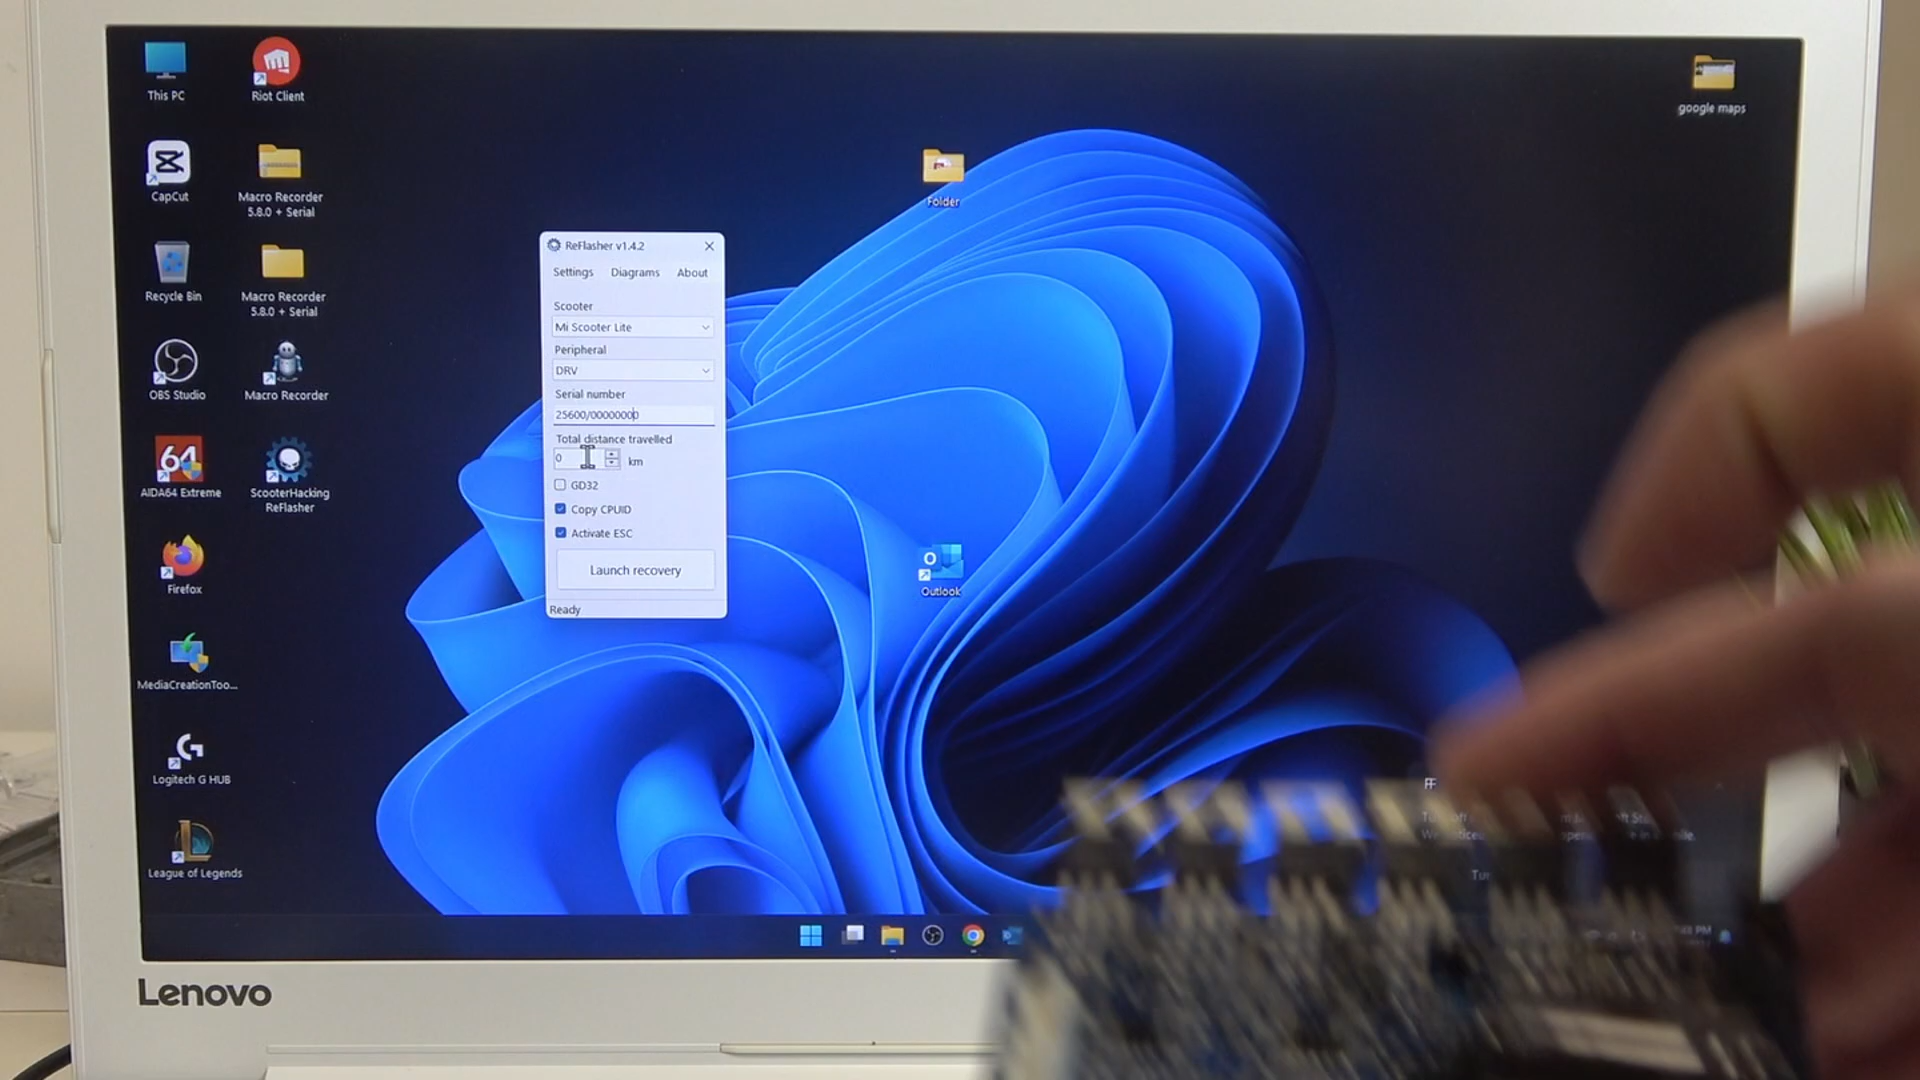 This PC
Riot Client
google maps
CapCut
Macro Recorder
5.8.0 + Serial
Folder
Recycle Bin
Macro Recorder
5.8.0 + Serial
ReFlasher v1.4.2
Settings Diagrams About
Scooter
Mi Scooter Lite
Peripheral
DRV
Serial number
25600/00000000
Total distance travelled
0 km
GD32
Copy CPUID
Activate ESC
Launch recovery
Ready
OBS Studio
Macro Recorder
64
AIDA64 Extreme
ScooterHacking
ReFlasher
Firefox
Outlook
MediaCreationToo...
Logitech G HUB
League of Legends
Lenovo